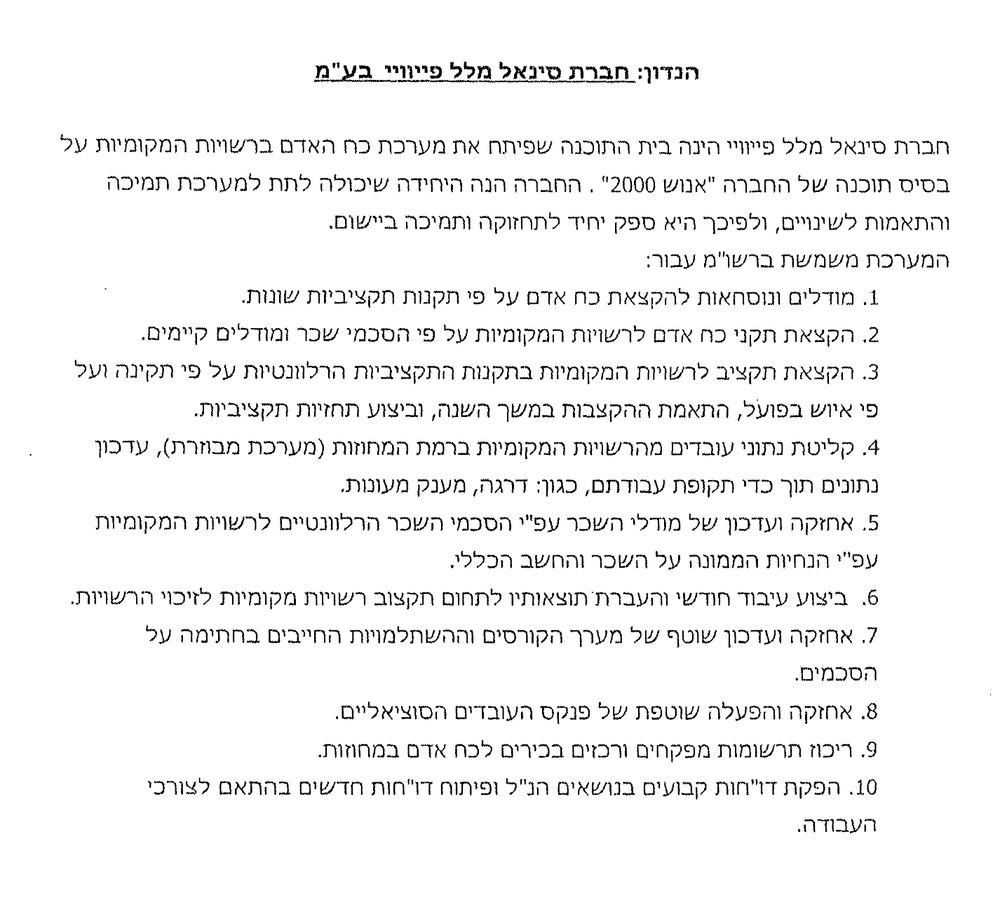 הנדון: חברת סינאל מלל פייוויי בע"מ
חברת סינאל מלל פייוויי הינה בית התוכנה שפיתח את מערכת כח האדם ברשויות המקומיות על
בסיס תוכנה של החברה "אנוש 2000" . החברה הנה היחידה שיכולה לתת למערכת תמיכה
והתאמות לשינויים, ולפיכך היא ספק יחיד לתחזוקה ותמיכה ביישום.
המערכת משמשת ברשו"מ עבור:
1. מודלים ונוסחאות להקצאת כח אדם על פי תקנות תקציביות שונות.
2. הקצאת תקני כח אדם לרשויות המקומיות על פי הסכמי שכר ומודלים קיימים.
3. הקצאת תקציב לרשויות המקומיות בתקנות התקציביות הרלוונטיות על פי תקינה ועל
פי איוש בפועל, התאמת ההקצבות במשך השנה, וביצוע תחזיות תקציביות.
4. קליטת נתוני עובדים מהרשויות המקומיות ברמת המחוזות (מערכת מבוזרת), עדכון
נתונים תוך כדי תקופת עבודתם, כגון: דרגה, מענק מעונות.
5. אחזקה ועדכון של מודלי השכר עפ"י הסכמי השכר הרלוונטיים לרשויות המקומיות
עפ"י הנחיות הממונה על השכר והחשב הכללי.
6. ביצוע עיבוד חודשי והעברת תוצאותיו לתחום תקצוב רשויות מקומיות לזיכוי הרשויות.
7. אחזקה ועדכון שוטף של מערך הקורסים וההשתלמויות החייבים בחתימה על
הסכמים.
8. אחזקה והפעלה שוטפת של פנקס העובדים הסוציאליים.
9. ריכוז תרשומות מפקחים ורכזים בכירים לכח אדם במחוזות.
10. הפקת דו"חות קבועים בנושאים הנ"ל ופיתוח דו"חות חדשים בהתאם לצורכי
העבודה.